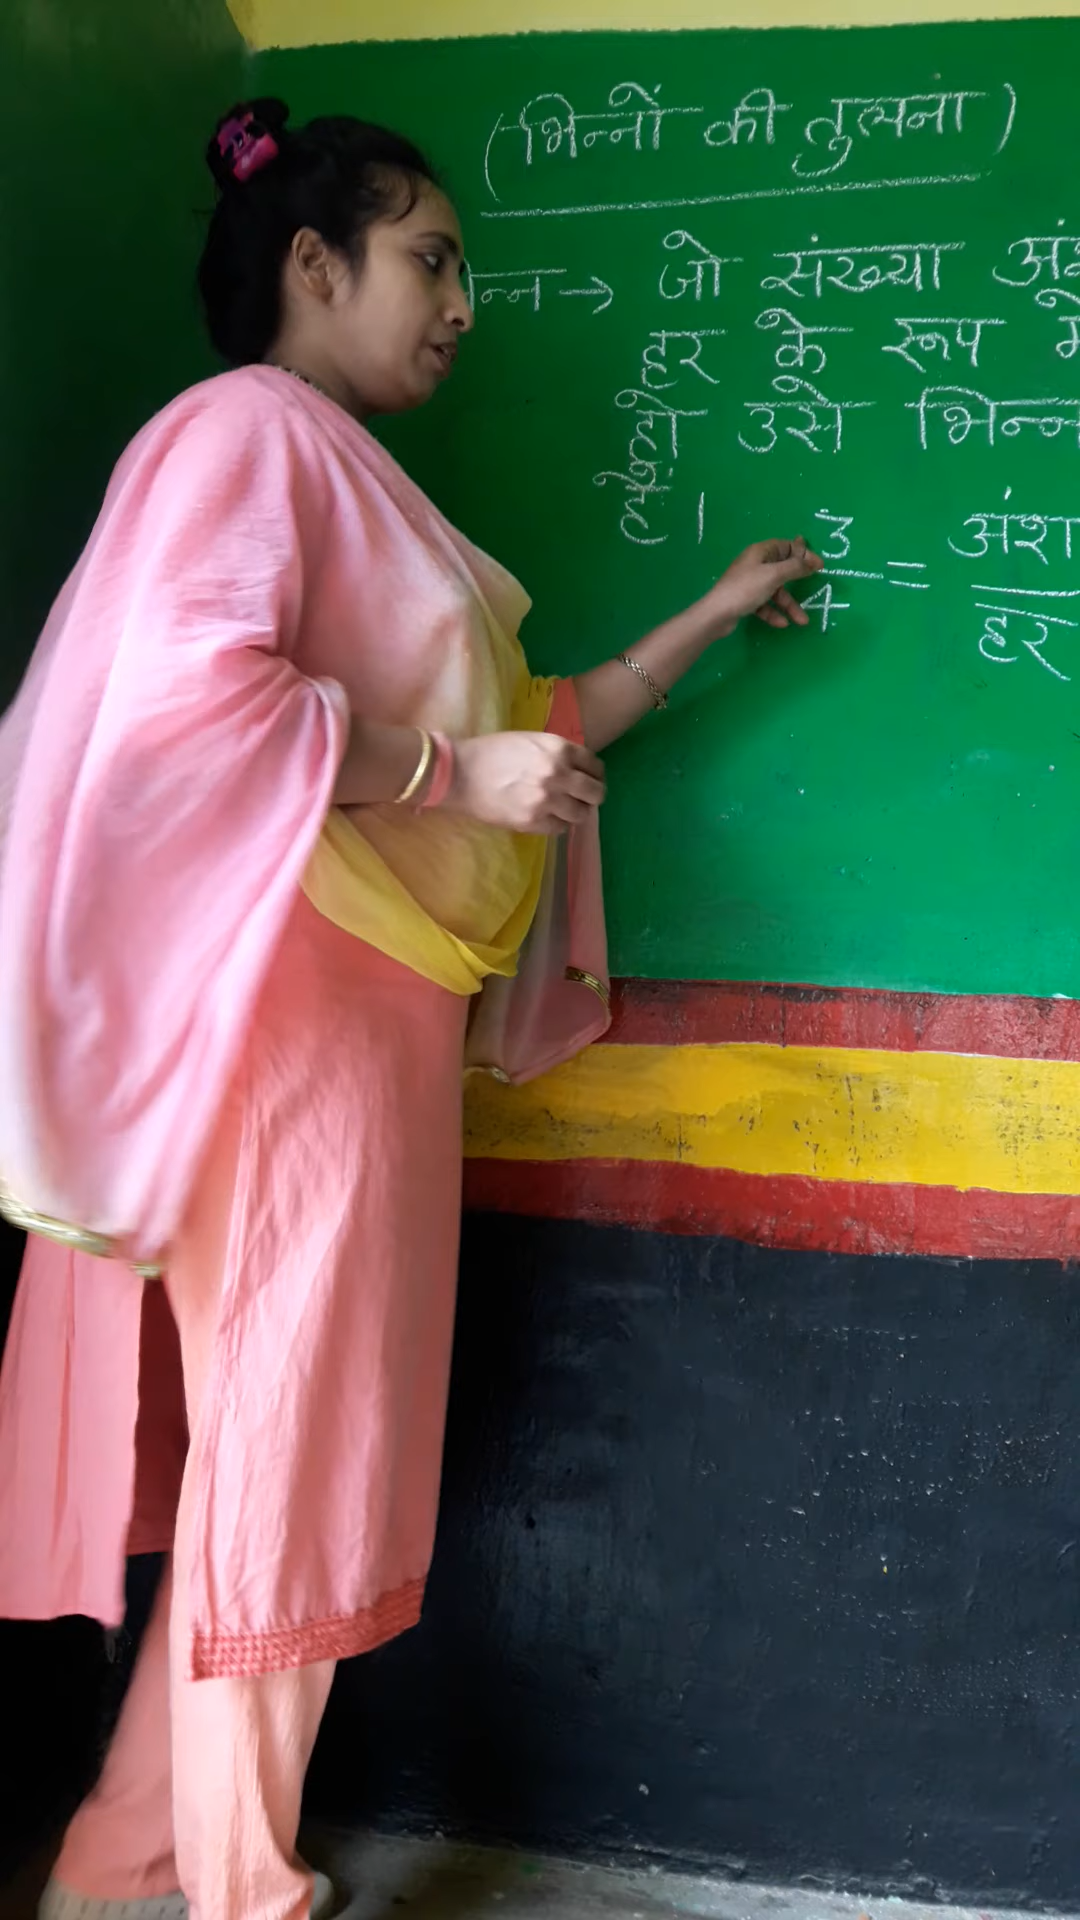 (भिन्नों की तुलना)
न्न → जो संख्या अं
हर के रूप मे
उसे भिन्न
।
3/4 = अंश/हर